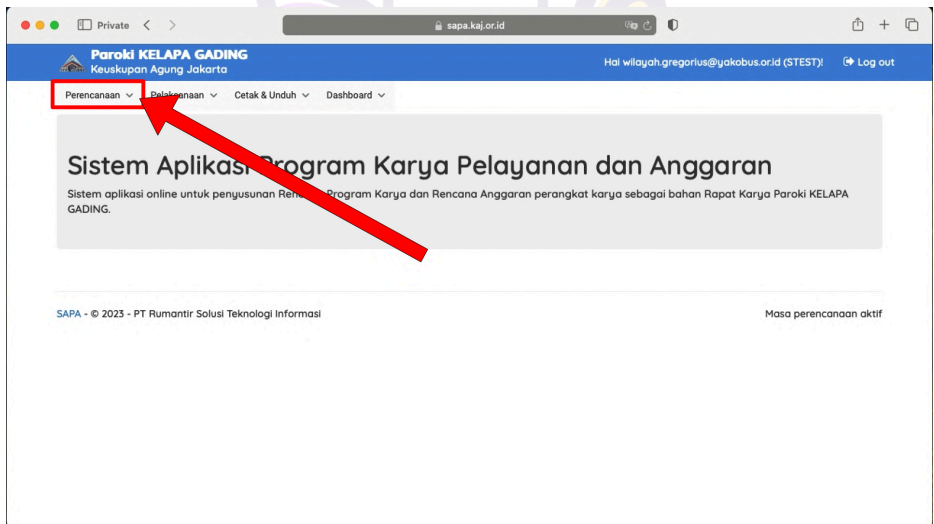 Private
sapa.kaj.or.id
Paroki KELAPA GADING
Keuskupan Agung Jakarta
Hai wilayah.gregorius@yakobus.or.id (STEST)!
Log out
Perencanaan
Pelaksanaan
Cetak & Unduh
Dashboard
Sistem Aplikasi Program Karya Pelayanan dan Anggaran
Sistem aplikasi online untuk penyusunan Program Karya dan Rencana Anggaran perangkat karya sebagai bahan Rapat Karya Paroki KELAPA
GADING.
SAPA - © 2023 - PT Rumantir Solusi Teknologi Informasi
Masa perencanaan aktif